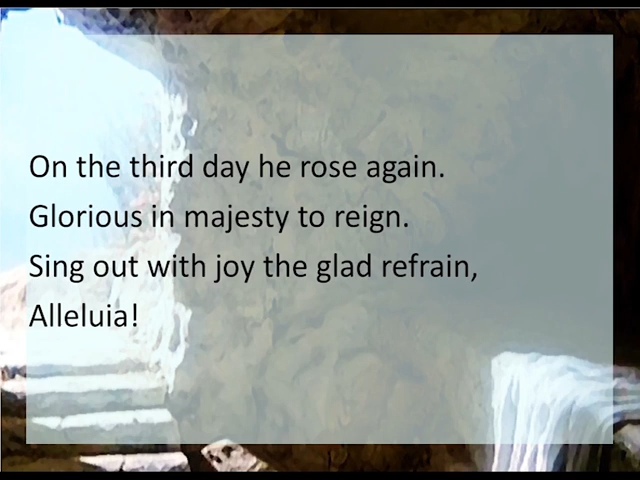 On the third day he rose again.
Glorious in majesty to reign.
Sing out with joy the glad refrain,
Alleluia!